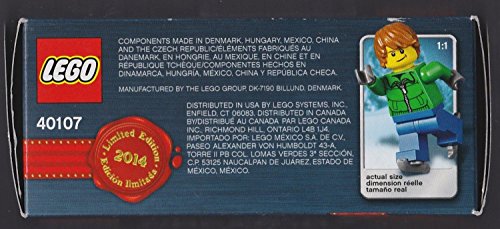 LEGO
40107
Limited Edition
2014
Edición limitada
COMPONENTS MADE IN DENMARK, HUNGARY, MEXICO, CHINA
AND THE CZECH REPUBLIC/ÉLÉMENTS FABRIQUÉS AU
DANEMARK, EN HONGRIE, AU MEXIQUE, EN CHINE ET EN
RÉPUBLIQUE TCHÈQUE/COMPONENTES HECHOS EN
DINAMARCA, HUNGRÍA, MÉXICO, CHINA Y REPÚBLICA CHECA.
MANUFACTURED BY THE LEGO GROUP, DK-7190 BILLUND, DENMARK.
DISTRIBUTED IN USA BY LEGO SYSTEMS, INC.,
ENFIELD, CT 06083. DISTRIBUTED IN CANADA
BY/DISTRIBUÉ AU CANADA PAR LEGO CANADA
INC., RICHMOND HILL, ONTARIO L4B 1J4.
IMPORTADO POR: LEGO MÉXICO S.A. DE C.V.,
PASEO ALEXANDER VON HUMBOLDT 43-A,
TORRE II PB COL. LOMAS VERDES 3ª SECCIÓN,
C.P. 53125 NAUCALPAN DE JUAREZ, ESTADO DE
MÉXICO, MÉXICO.
1:1
actual size
dimension réelle
tamaño real